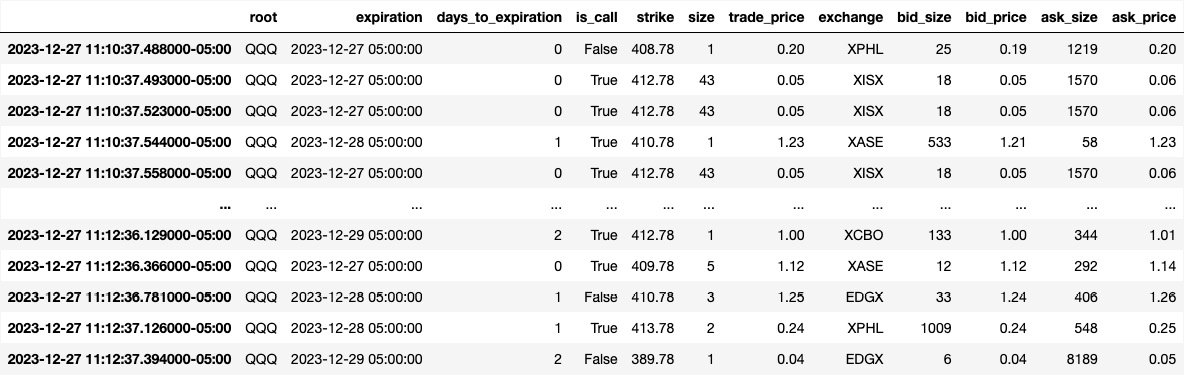 root expiration days_to_expiration is_call strike size trade_price exchange bid_size bid_price ask_size ask_price
2023-12-27 11:10:37.488000-05:00 QQQ 2023-12-27 05:00:00 0 False 408.78 1 0.20 XPHL 25 0.19 1219 0.20
2023-12-27 11:10:37.493000-05:00 QQQ 2023-12-27 05:00:00 0 True 412.78 43 0.05 XISX 18 0.05 1570 0.06
2023-12-27 11:10:37.523000-05:00 QQQ 2023-12-27 05:00:00 0 True 412.78 43 0.05 XISX 18 0.05 1570 0.06
2023-12-27 11:10:37.544000-05:00 QQQ 2023-12-28 05:00:00 1 True 410.78 1 1.23 XASE 533 1.21 58 1.23
2023-12-27 11:10:37.558000-05:00 QQQ 2023-12-27 05:00:00 0 True 412.78 43 0.05 XISX 18 0.05 1570 0.06
... ... ... ... ... ... ... ... ... ... ... ... ...
2023-12-27 11:12:36.129000-05:00 QQQ 2023-12-29 05:00:00 2 True 412.78 1 1.00 XCBO 133 1.00 344 1.01
2023-12-27 11:12:36.366000-05:00 QQQ 2023-12-27 05:00:00 0 True 409.78 5 1.12 XASE 12 1.12 292 1.14
2023-12-27 11:12:36.781000-05:00 QQQ 2023-12-28 05:00:00 1 False 410.78 3 1.25 EDGX 33 1.24 406 1.26
2023-12-27 11:12:37.126000-05:00 QQQ 2023-12-28 05:00:00 1 True 413.78 2 0.24 XPHL 1009 0.24 548 0.25
2023-12-27 11:12:37.394000-05:00 QQQ 2023-12-29 05:00:00 2 False 389.78 1 0.04 EDGX 6 0.04 8189 0.05